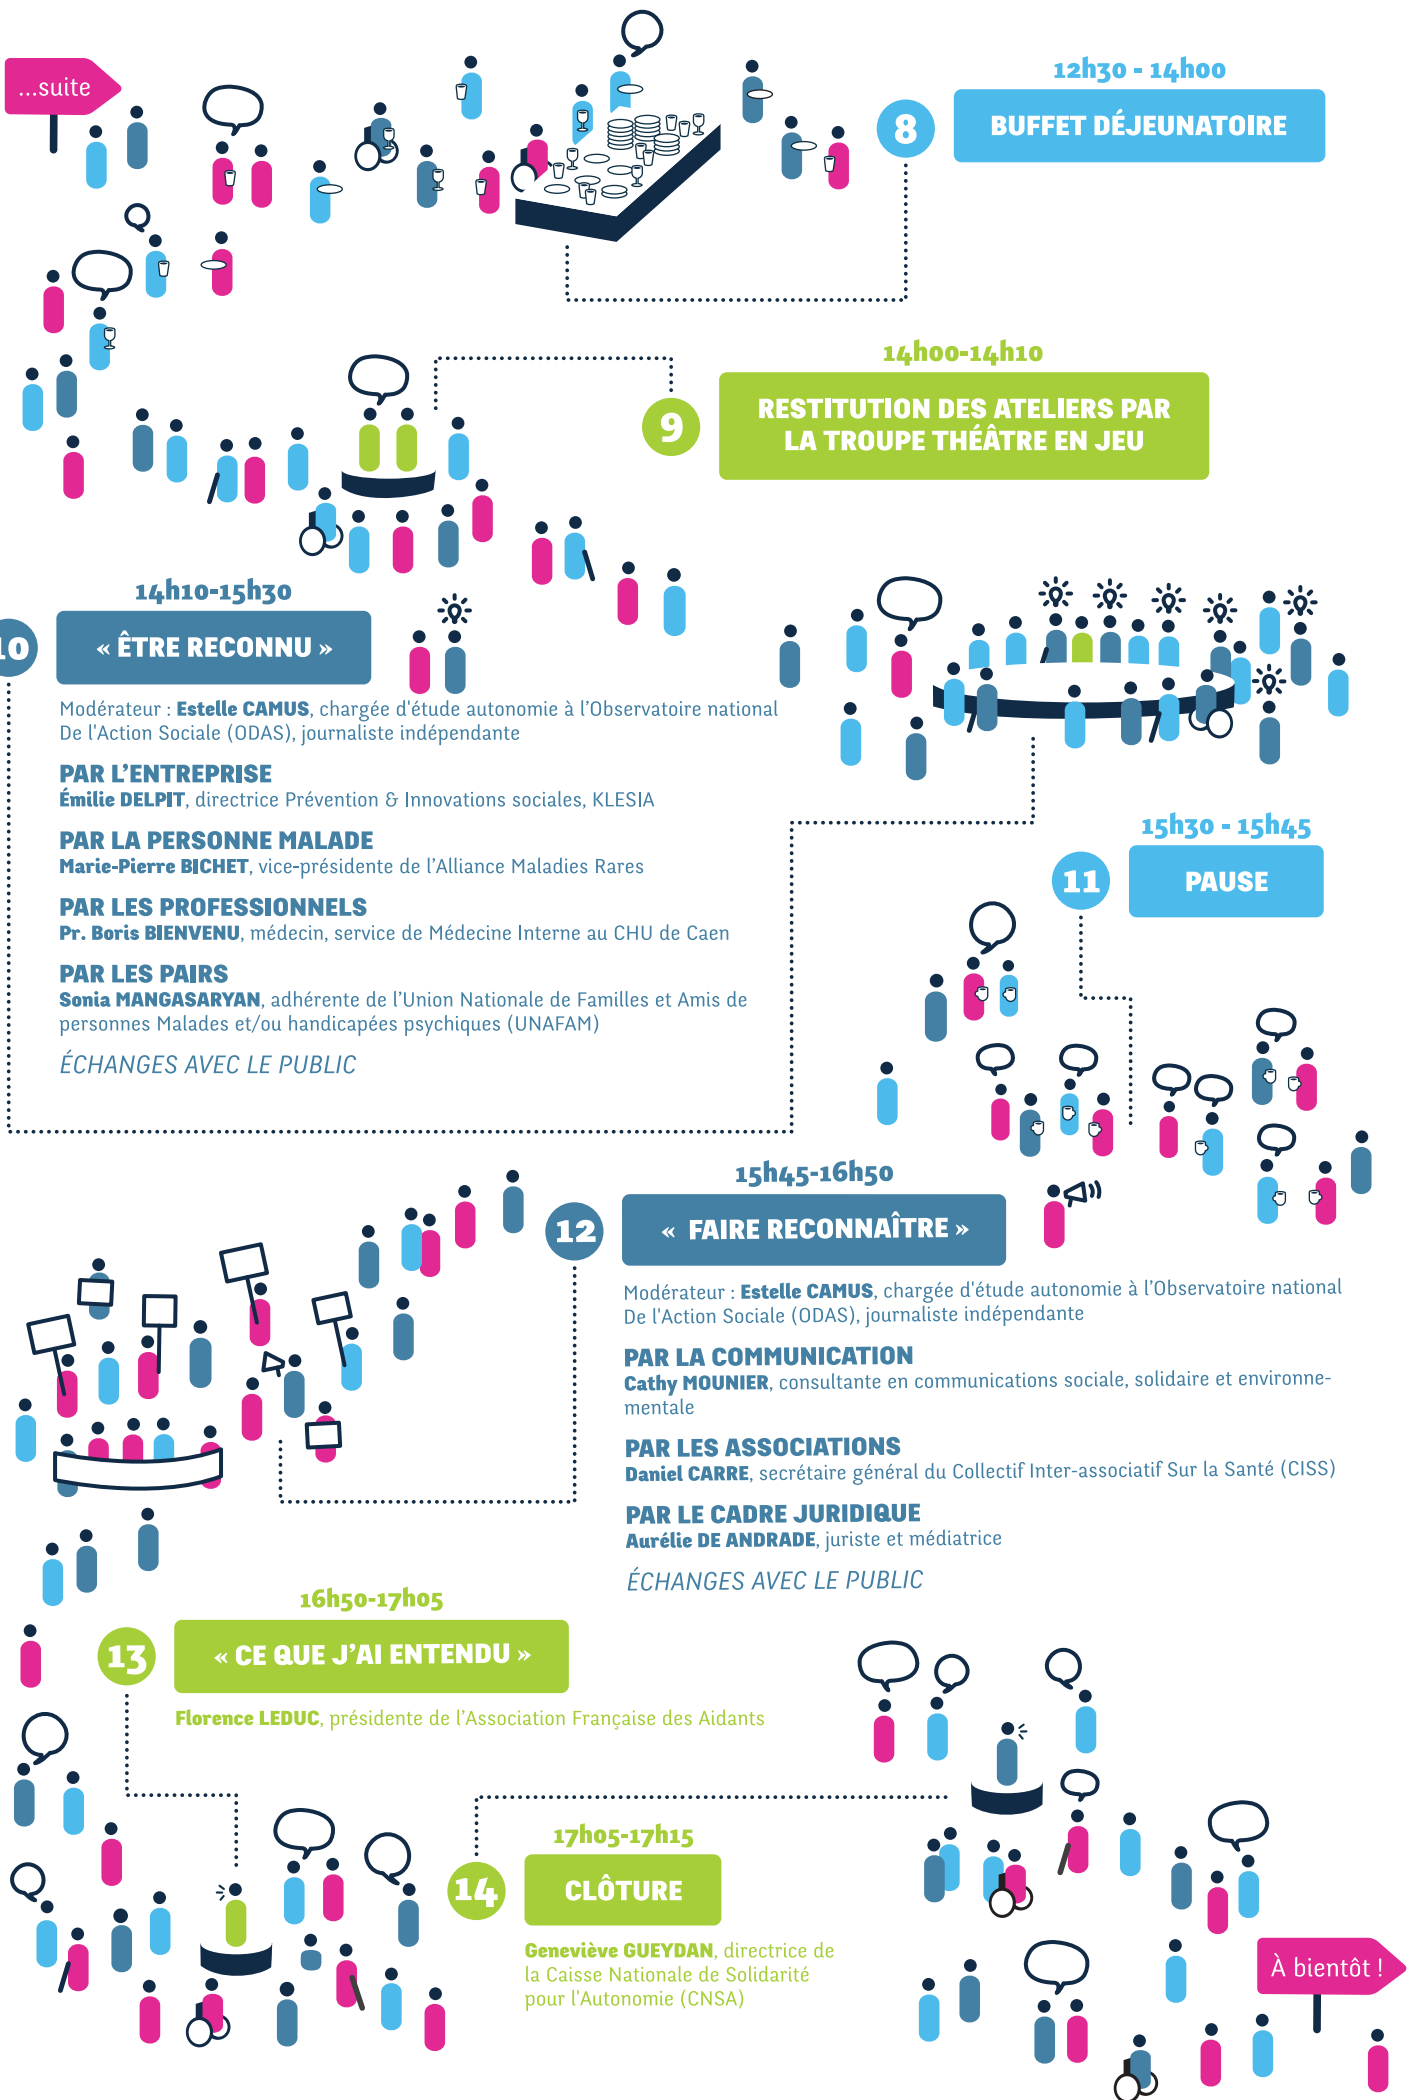 ...suite
12h30 - 14h00
8
BUFFET DÉJEUNATOIRE
14h00-14h10
9
RESTITUTION DES ATELIERS PAR
LA TROUPE THÉÂTRE EN JEU
14h10-15h30
10
« ÊTRE RECONNU »
Modérateur : Estelle CAMUS, chargée d'étude autonomie à l’Observatoire national
De l'Action Sociale (ODAS), journaliste indépendante
PAR L’ENTREPRISE
Émilie DELPIT, directrice Prévention & Innovations sociales, KLESIA
PAR LA PERSONNE MALADE
Marie-Pierre BICHET, vice-présidente de l’Alliance Maladies Rares
PAR LES PROFESSIONNELS
Pr. Boris BIENVENU, médecin, service de Médecine Interne au CHU de Caen
PAR LES PAIRS
Sonia MANGASARYAN, adhérente de l’Union Nationale de Familles et Amis de
personnes Malades et/ou handicapées psychiques (UNAFAM)
ÉCHANGES AVEC LE PUBLIC
15h30 - 15h45
11
PAUSE
15h45-16h50
12
« FAIRE RECONNAÎTRE »
Modérateur : Estelle CAMUS, chargée d'étude autonomie à l’Observatoire national
De l'Action Sociale (ODAS), journaliste indépendante
PAR LA COMMUNICATION
Cathy MOUNIER, consultante en communications sociale, solidaire et environne-
mentale
PAR LES ASSOCIATIONS
Daniel CARRE, secrétaire général du Collectif Inter-associatif Sur la Santé (CISS)
PAR LE CADRE JURIDIQUE
Aurélie DE ANDRADE, juriste et médiatrice
ÉCHANGES AVEC LE PUBLIC
16h50-17h05
13
« CE QUE J’AI ENTENDU »
Florence LEDUC, présidente de l’Association Française des Aidants
17h05-17h15
14
CLÔTURE
Geneviève GUEYDAN, directrice de
la Caisse Nationale de Solidarité
pour l'Autonomie (CNSA)
À bientôt !